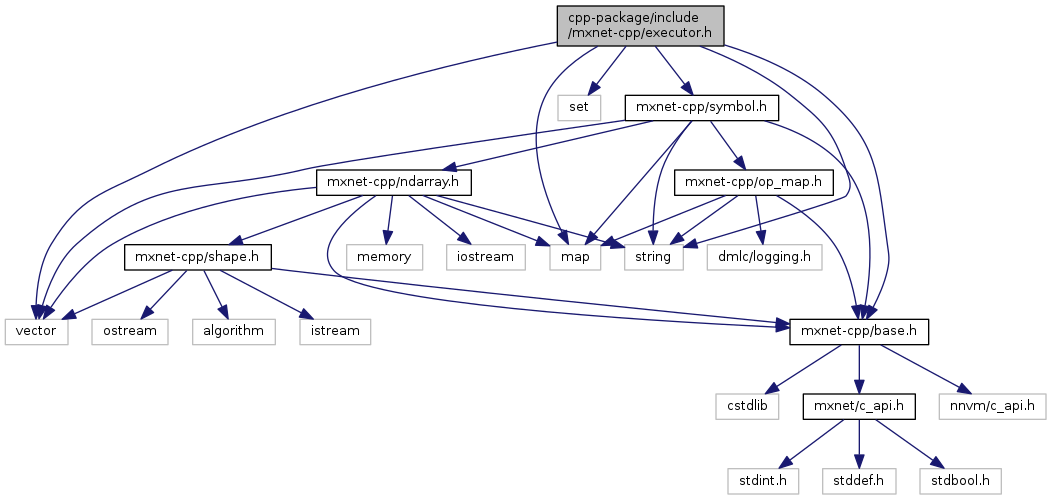 cpp-package/include
/mxnet-cpp/executor.h
set
mxnet-cpp/symbol.h
mxnet-cpp/ndarray.h
mxnet-cpp/op_map.h
mxnet-cpp/shape.h
memory
iostream
map
string
dmlc/logging.h
vector
ostream
algorithm
istream
mxnet-cpp/base.h
cstdlib
mxnet/c_api.h
nnvm/c_api.h
stdint.h
stddef.h
stdbool.h